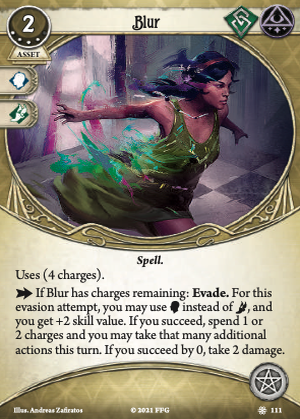 2
Blur
ASSET
Spell.
Uses (4 charges).
If Blur has charges remaining: Evade. For this
evasion attempt, you may use instead of , and
you get +2 skill value. If you succeed, spend 1 or
2 charges and you may take that many additional
actions this turn. If you succeed by 0, take 2 damage.
Illus. Andreas Zafiratos
© 2021 FFG
111